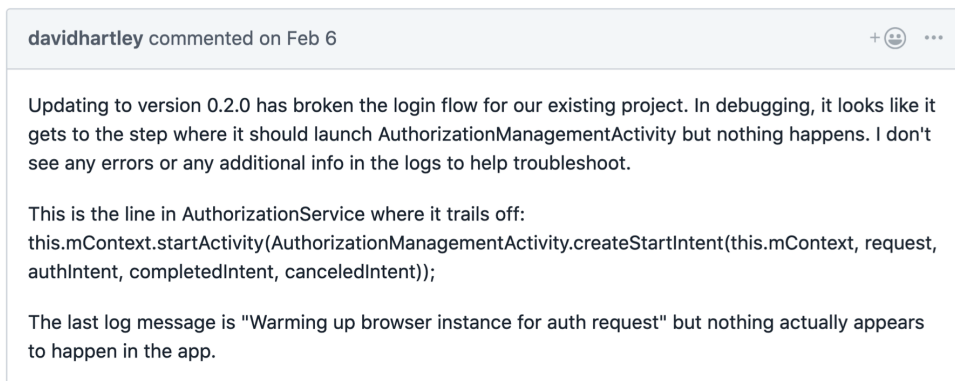 davidhartley commented on Feb 6
Updating to version 0.2.0 has broken the login flow for our existing project. In debugging, it looks like it
gets to the step where it should launch AuthorizationManagementActivity but nothing happens. I don't
see any errors or any additional info in the logs to help troubleshoot.
This is the line in AuthorizationService where it trails off:
this.mContext.startActivity(AuthorizationManagementActivity.createStartIntent(this.mContext, request,
authIntent, completedIntent, canceledIntent));
The last log message is "Warming up browser instance for auth request" but nothing actually appears
to happen in the app.